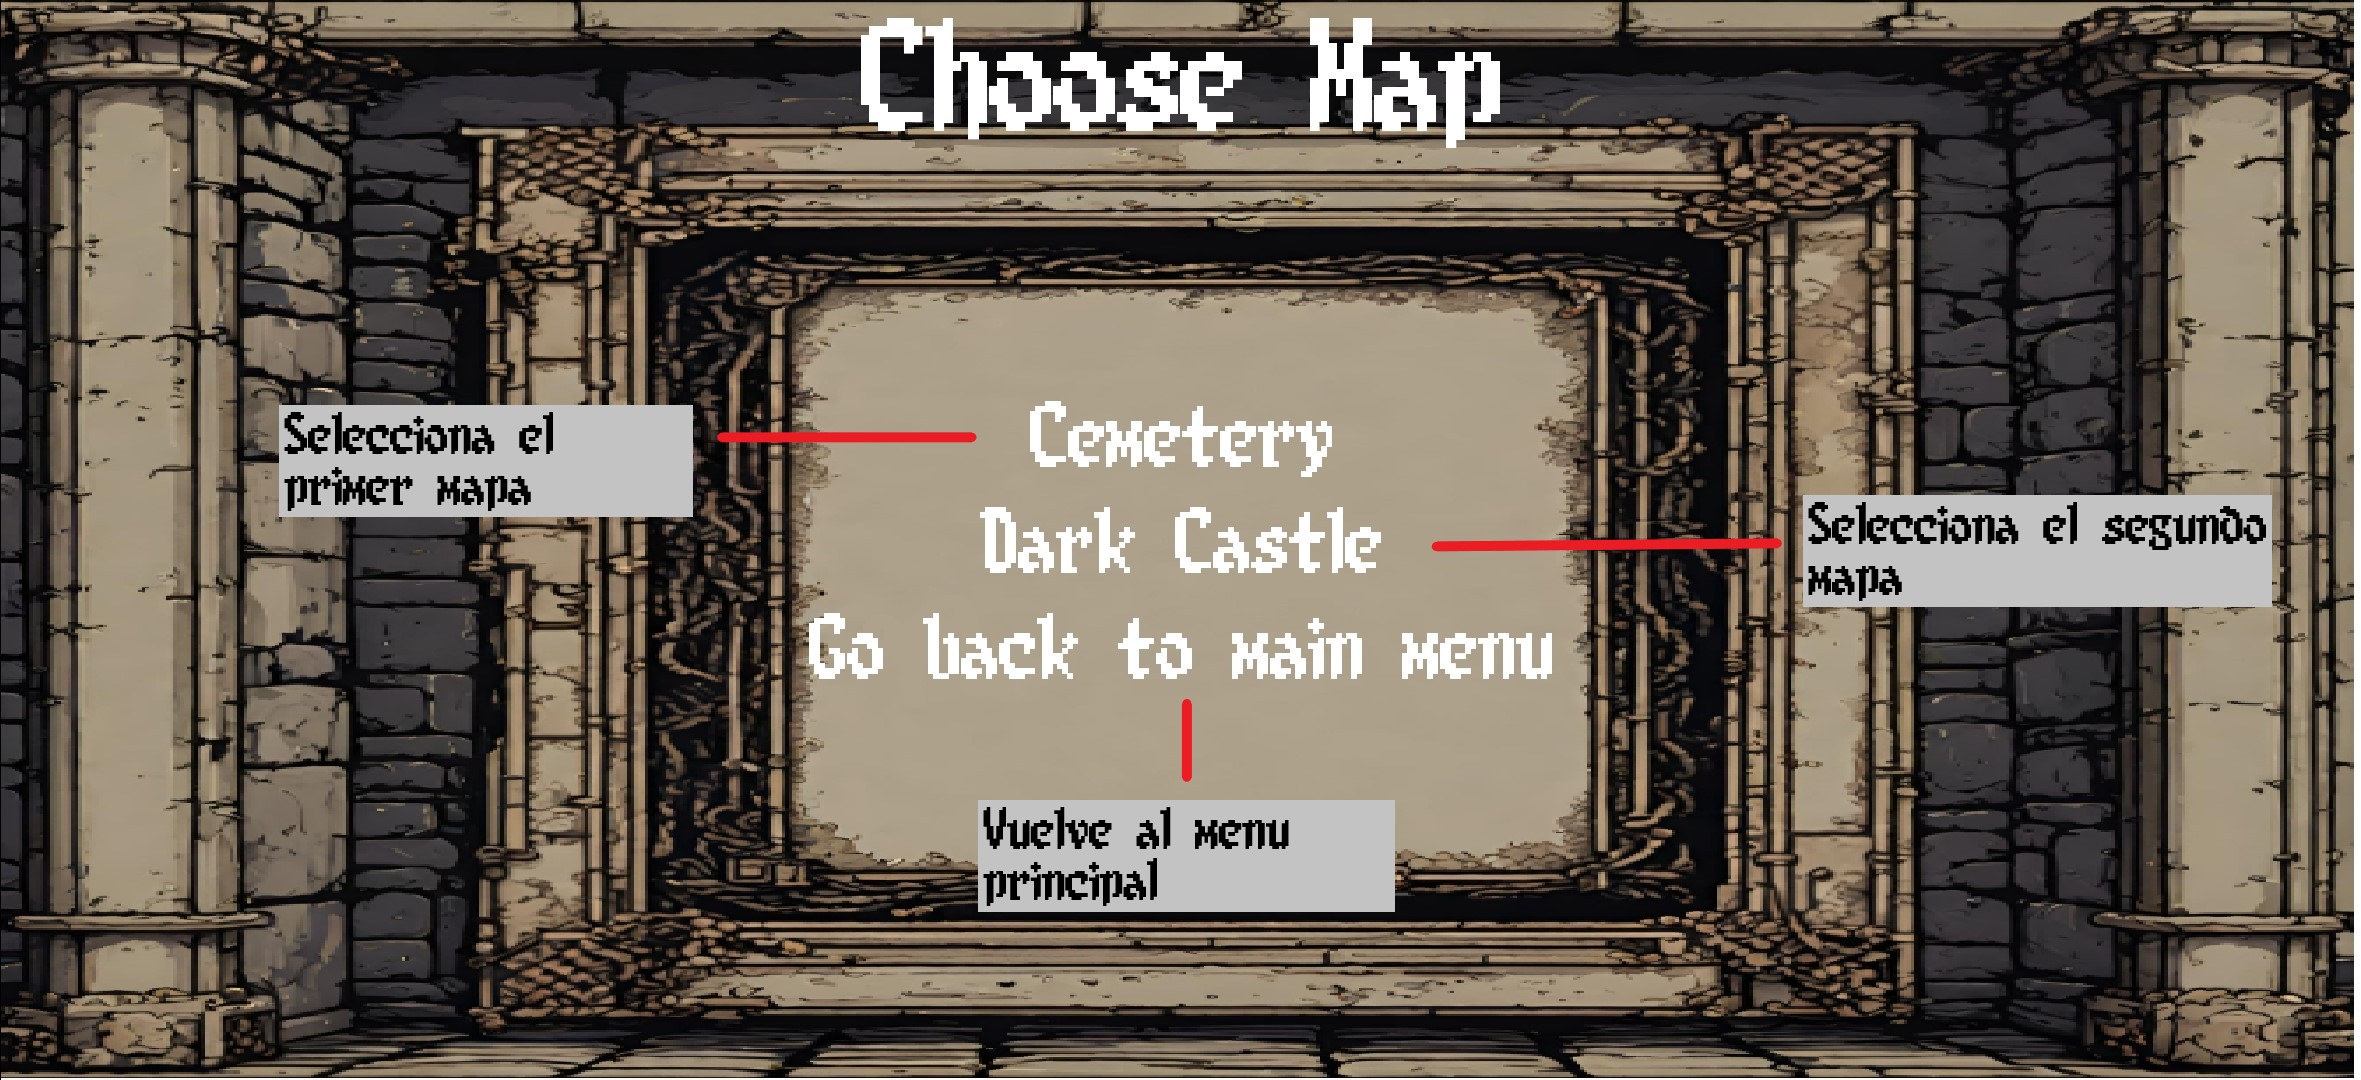 Choose Map
Selecciona el
primer mapa
Cemetery
Dark Castle
Selecciona el segundo
mapa
Go back to main menu
Vuelve al menu
principal